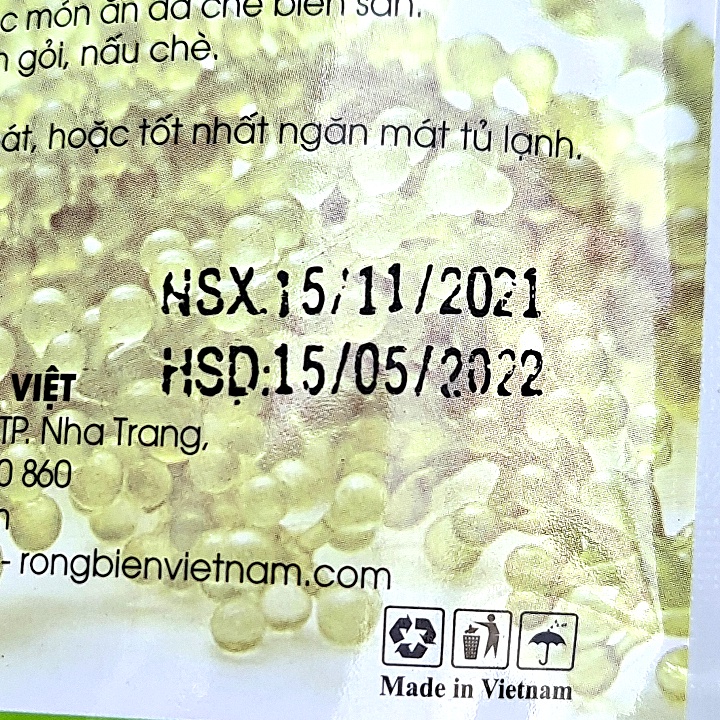 c món ăn đã chế biến sẵn.
gỏi, nấu chè.
át, hoặc tốt nhất ngăn mát tủ lạnh.
NSX.15/11/2021
HSD:15/05/2022
VIỆT
TP. Nha Trang,
0 860
- rongbienvietnam.com
Made in Vietnam